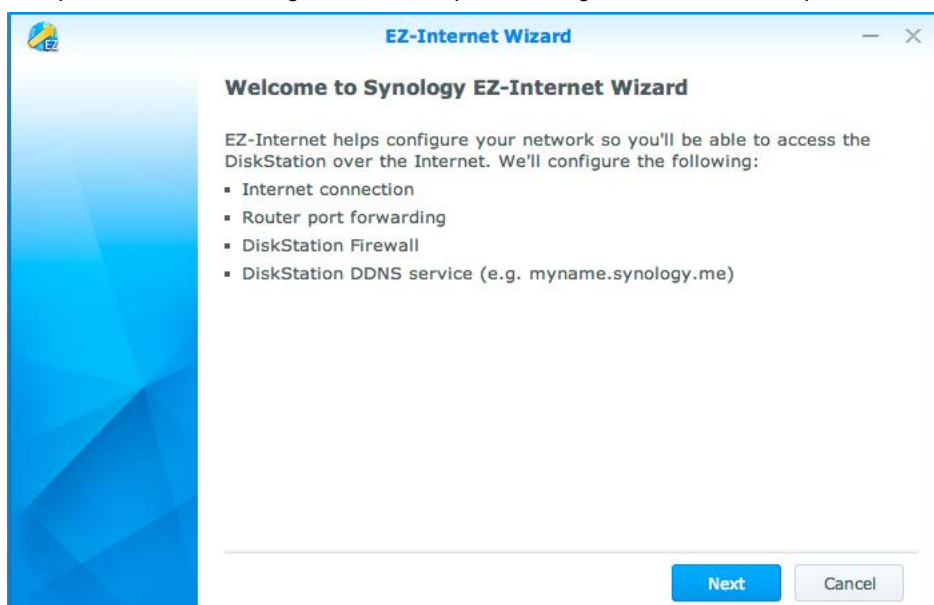 EZ
EZ-Internet Wizard
Welcome to Synology EZ-Internet Wizard
EZ-Internet helps configure your network so you'll be able to access the
DiskStation over the Internet. We'll configure the following:
▪ Internet connection
▪ Router port forwarding
▪ DiskStation Firewall
▪ DiskStation DDNS service (e.g. myname.synology.me)
Next
Cancel